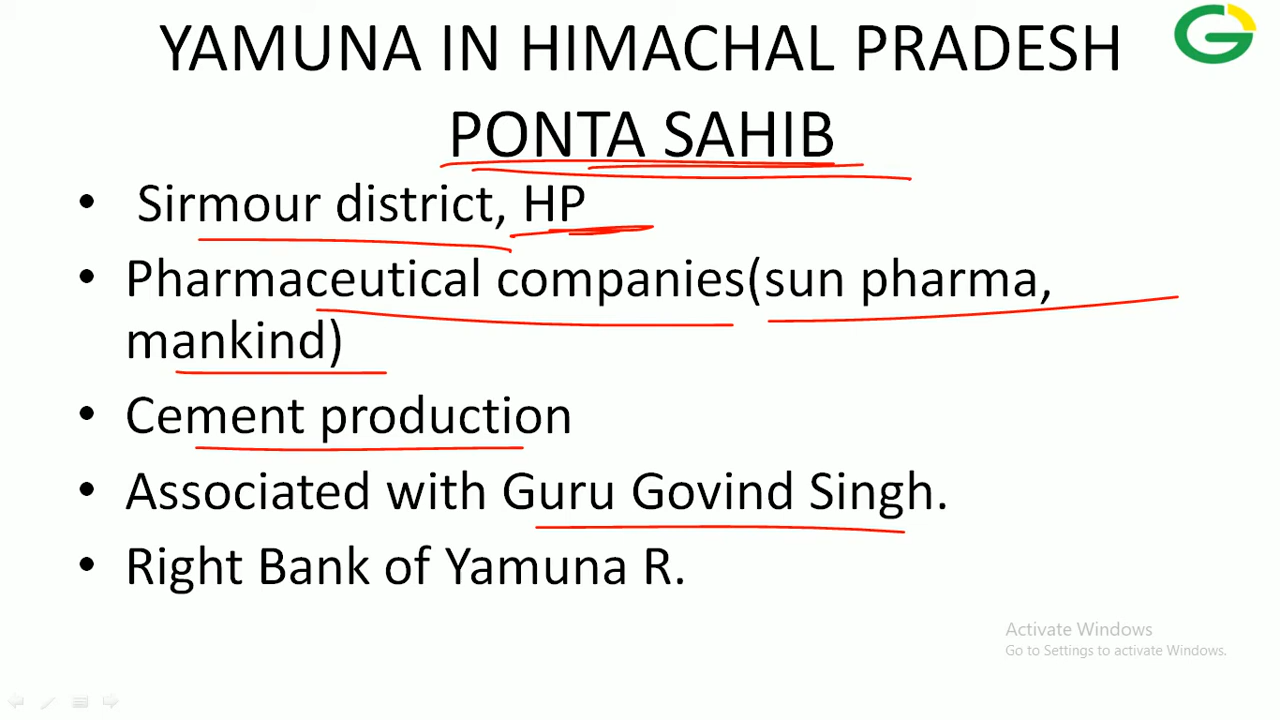 YAMUNA IN HIMACHAL PRADESH
PONTA SAHIB
• Sirmour district, HP
• Pharmaceutical companies(sun pharma,
mankind)
• Cement production
• Associated with Guru Govind Singh.
• Right Bank of Yamuna R.
Activate Windows
Go to Settings to activate Windows.